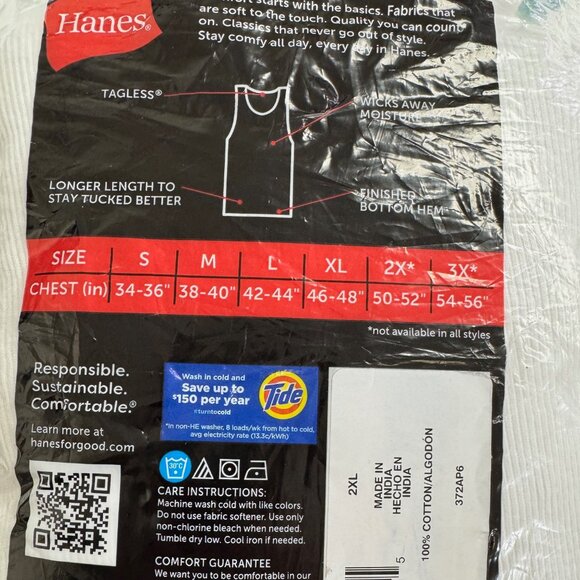 Hanes®
starts with the basics. Fabrics that
are soft to the touch. Quality you can count
on. Classics that never go out of style.
Stay comfy all day, every day in Hanes.
TAGLESS®
WICKS AWAY
MOISTURE
LONGER LENGTH TO
STAY TUCKED BETTER
FINISHED
BOTTOM HEM*
SIZE S M L XL 2X* 3X*
CHEST (in) 34-36" 38-40" 42-44" 46-48" 50-52" 54-56"
*not available in all styles
Responsible.
Sustainable.
Comfortable.®
Learn more at
hanesforgood.com
Wash in cold and
Save up to
$150 per year
#turntocold
Tide
*in non-HE washer, 8 loads/wk from hot to cold,
avg electricity rate (13.3c/kWh)
30°C
CARE INSTRUCTIONS:
Machine wash cold with like colors.
Do not use fabric softener. Use only
non-chlorine bleach when needed.
Tumble dry low. Cool iron if needed.
COMFORT GUARANTEE
We want you to be comfortable in our
2XL
MADE IN
INDIA
HECHO EN
INDIA
5
100% COTTON/ALGODÓN
372AP6